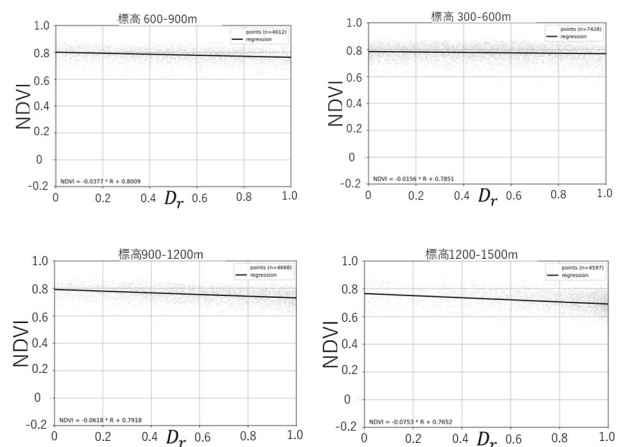 標高 600-900m
1.0
0.8
0.6
0.4
0.2
0
-0.2
NDVI
points (n=4012)
regression
NDVI = -0.0377 * R + 0.8009
0
0.2
0.4
0.6
0.8
1.0
Dr
標高 300-600m
1.0
0.8
0.6
0.4
0.2
0
-0.2
NDVI
points (n=7428)
regression
NDVI = -0.0156 * R + 0.7851
0
0.2
0.4
0.6
0.8
1.0
Dr
標高900-1200m
1.0
0.8
0.6
0.4
0.2
0
-0.2
NDVI
points (n=4668)
regression
NDVI = -0.0618 * R + 0.7918
0
0.2
0.4
0.6
0.8
1.0
Dr
標高1200-1500m
1.0
0.8
0.6
0.4
0.2
0
-0.2
NDVI
points (n=4597)
regression
NDVI = -0.0753 * R + 0.7652
0
0.2
0.4
0.6
0.8
1.0
Dr